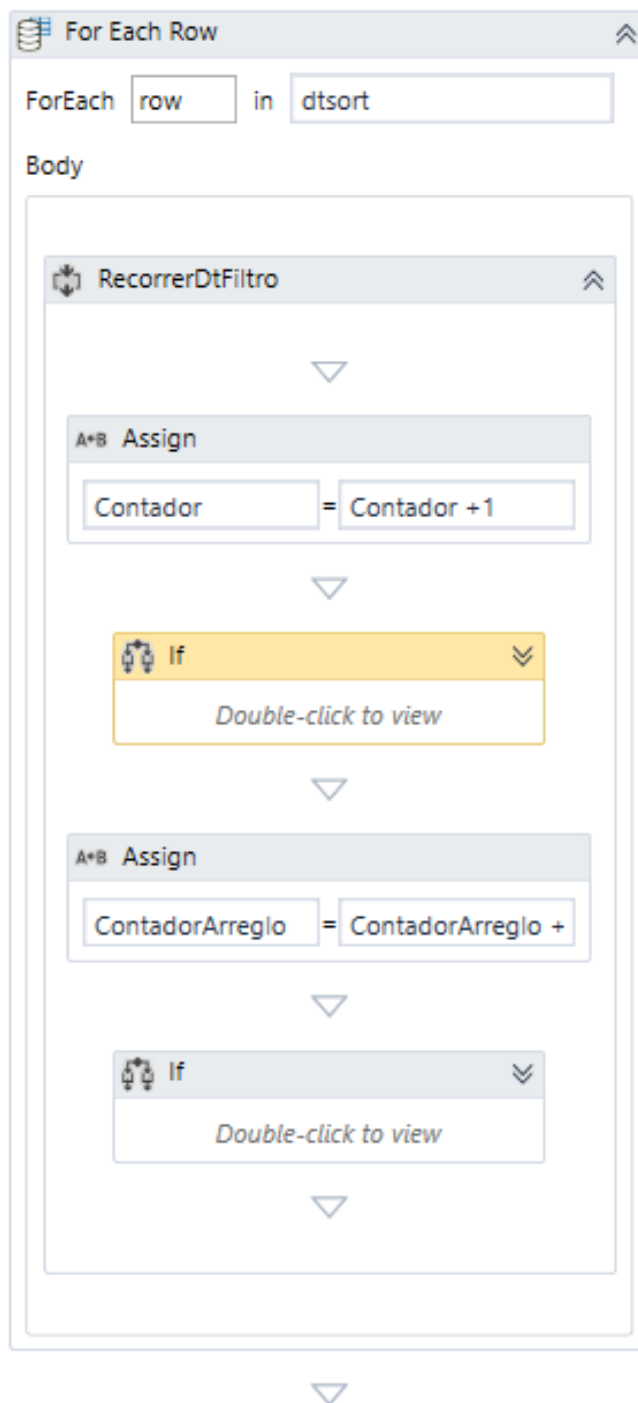 For Each Row
ForEach row in dtsort
Body
RecorrerDtFiltro
A+B Assign
Contador = Contador +1
If
Double-click to view
A+B Assign
ContadorArreglo = ContadorArreglo +
If
Double-click to view